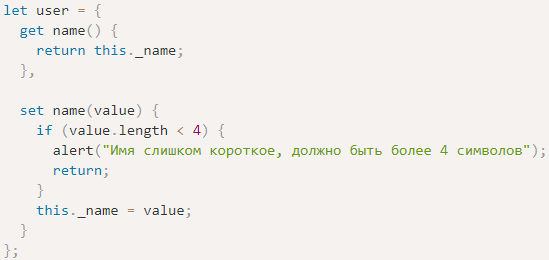 let user = {
  get name() {
    return this._name;
  },

  set name(value) {
    if (value.length < 4) {
      alert("Имя слишком короткое, должно быть более 4 символов");
      return;
    }
    this._name = value;
  }
};